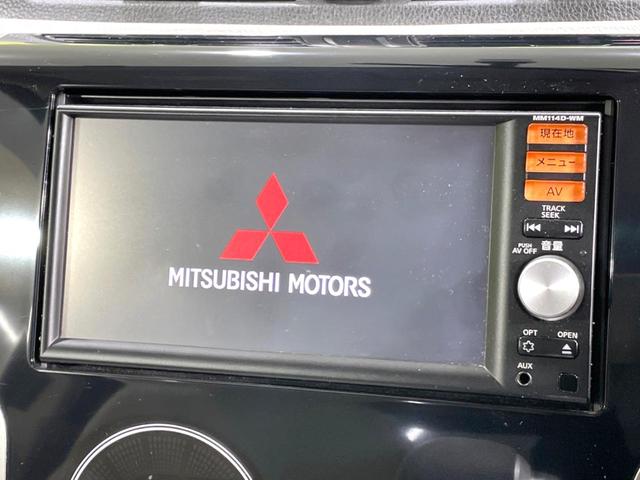 MM114D-WM
現在地
メニュー
AV
TRACK
SEEK
PUSH
AV OFF
音量
MITSUBISHI MOTORS
OPT
OPEN
AUX